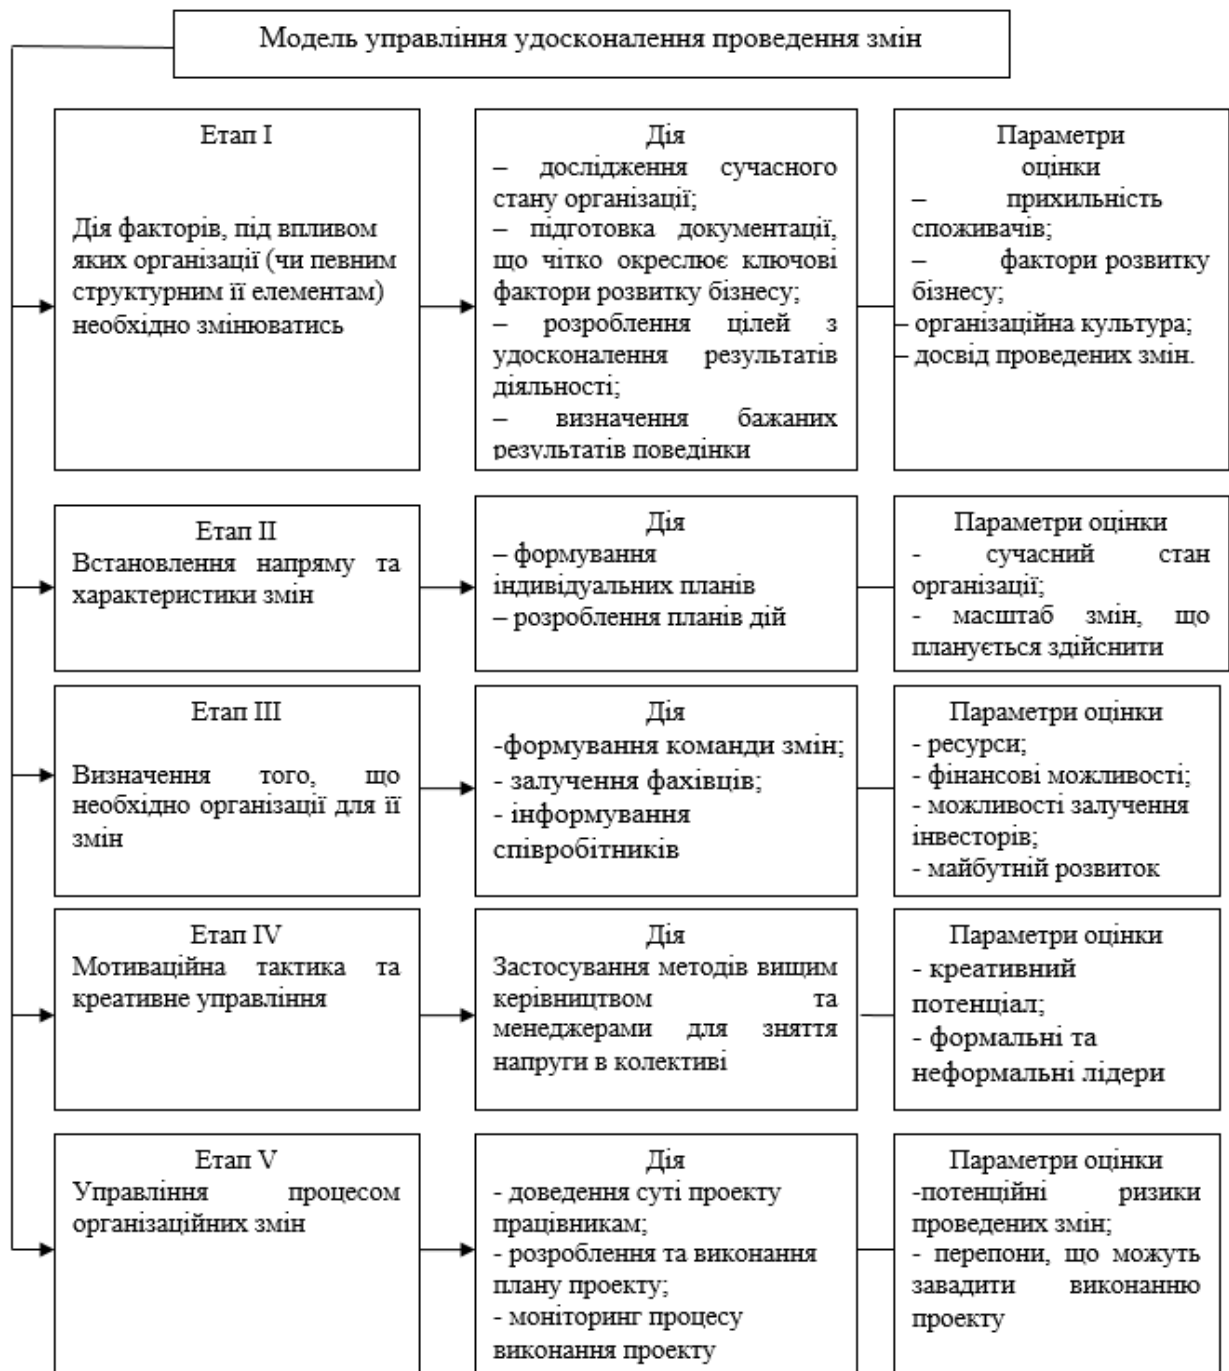 Модель управління удосконалення проведення змін
Етап I
Дія факторів, під впливом
яких організації (чи певним
структурним її елементам)
необхідно змінюватись
Дія
– дослідження сучасного
стану організації;
– підготовка документації,
що чітко окреслює ключові
фактори розвитку бізнесу;
– розроблення цілей з
удосконалення результатів
діяльності;
– визначення бажаних
результатів поведінки
Параметри
оцінки
– прихильність
споживачів;
– фактори розвитку
бізнесу;
– організаційна культура;
– досвід проведених змін.
Етап II
Встановлення напряму та
характеристики змін
Дія
– формування
індивідуальних планів
– розроблення планів дій
Параметри оцінки
- сучасний стан
організації;
- масштаб змін, що
планується здійснити
Етап III
Визначення того, що
необхідно організації для її
змін
Дія
-формування команди змін;
- залучення фахівців;
- інформування
співробітників
Параметри оцінки
- ресурси;
- фінансові можливості;
- можливості залучення
інвесторів;
- майбутній розвиток
Етап IV
Мотиваційна тактика та
креативне управління
Дія
Застосування методів вищим
керівництвом та
менеджерами для зняття
напруги в колективі
Параметри оцінки
- креативний
потенціал;
- формальні та
неформальні лідери
Етап V
Управління процесом
організаційних змін
Дія
- доведення суті проекту
працівникам;
- розроблення та виконання
плану проекту;
- моніторинг процесу
виконання проекту
Параметри оцінки
-потенційні ризики
проведених змін;
- перепони, що можуть
завадити виконанню
проекту